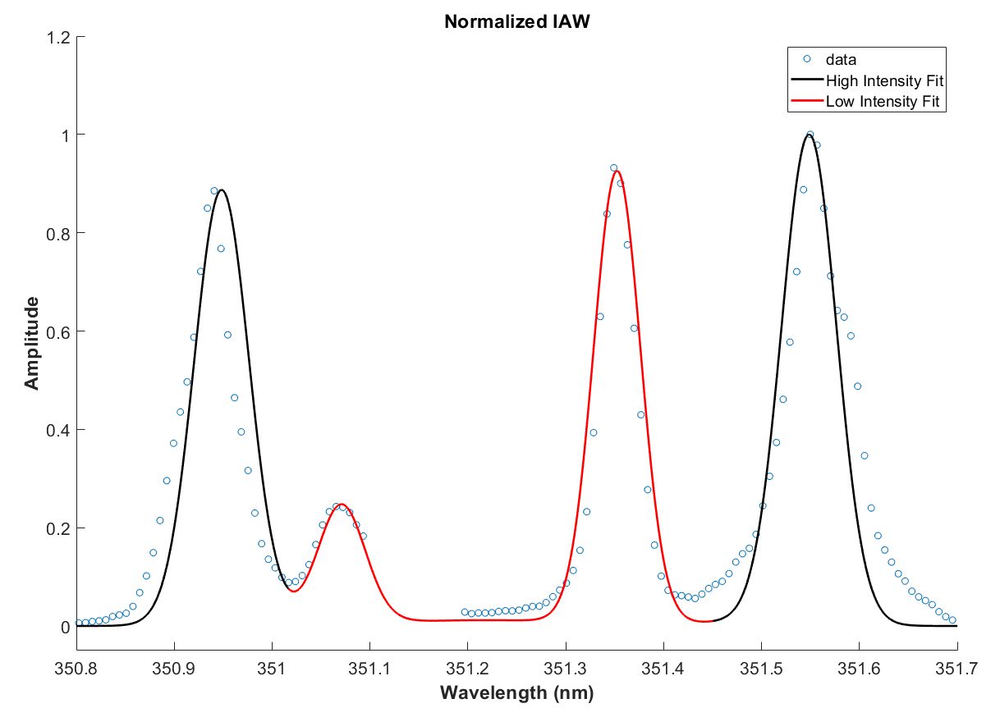 Normalized IAW
1.2
1
0.8
0.6
0.4
0.2
0
Amplitude
data
High Intensity Fit
Low Intensity Fit
350.8 350.9 351 351.1 351.2 351.3 351.4 351.5 351.6 351.7
Wavelength (nm)